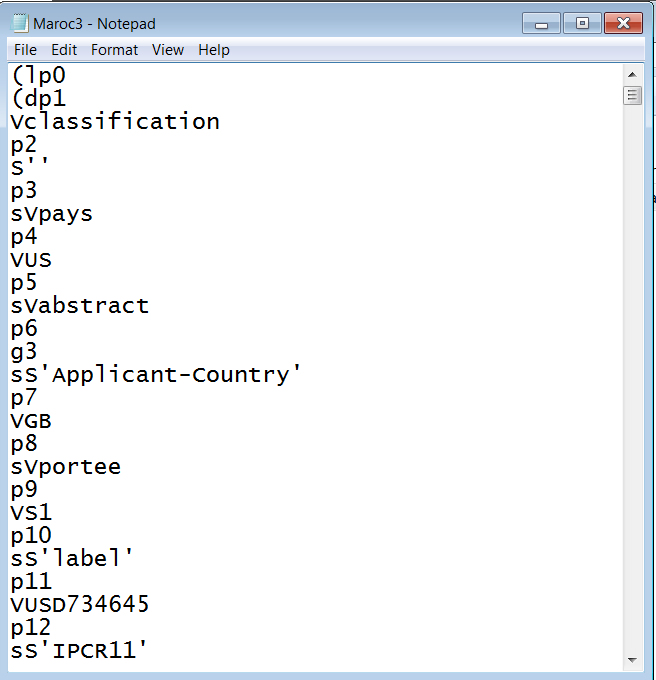 Maroc3 - Notepad
File Edit Format View Help
(lp0
(dp1
Vclassification
p2
S''
p3
sVpays
p4
VUS
p5
sVabstract
p6
g3
sS'Applicant-Country'
p7
VGB
p8
sVportee
p9
VS1
p10
sS'label'
p11
VUSD734645
p12
sS'IPCR11'